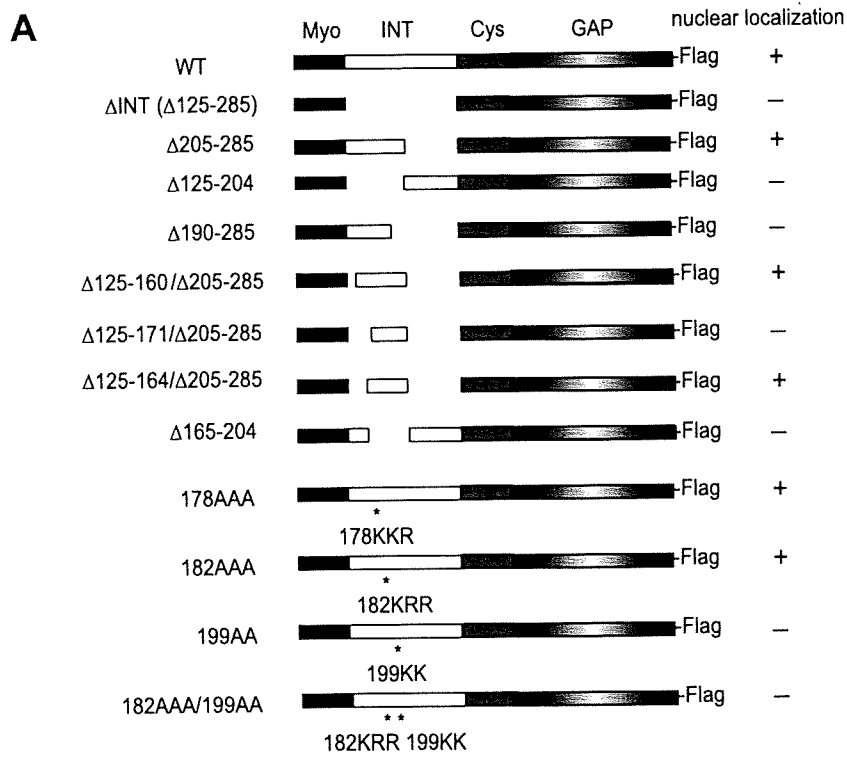 A
Myo INT Cys GAP nuclear localization
WT -Flag +
ΔINT (Δ125-285) -Flag –
Δ205-285 -Flag +
Δ125-204 -Flag –
Δ190-285 -Flag –
Δ125-160/Δ205-285 -Flag +
Δ125-171/Δ205-285 -Flag –
Δ125-164/Δ205-285 -Flag +
Δ165-204 -Flag –
178AAA -Flag +
*
178KKR
182AAA -Flag +
*
182KRR
199AA -Flag –
*
199KK
182AAA/199AA -Flag –
* *
182KRR 199KK